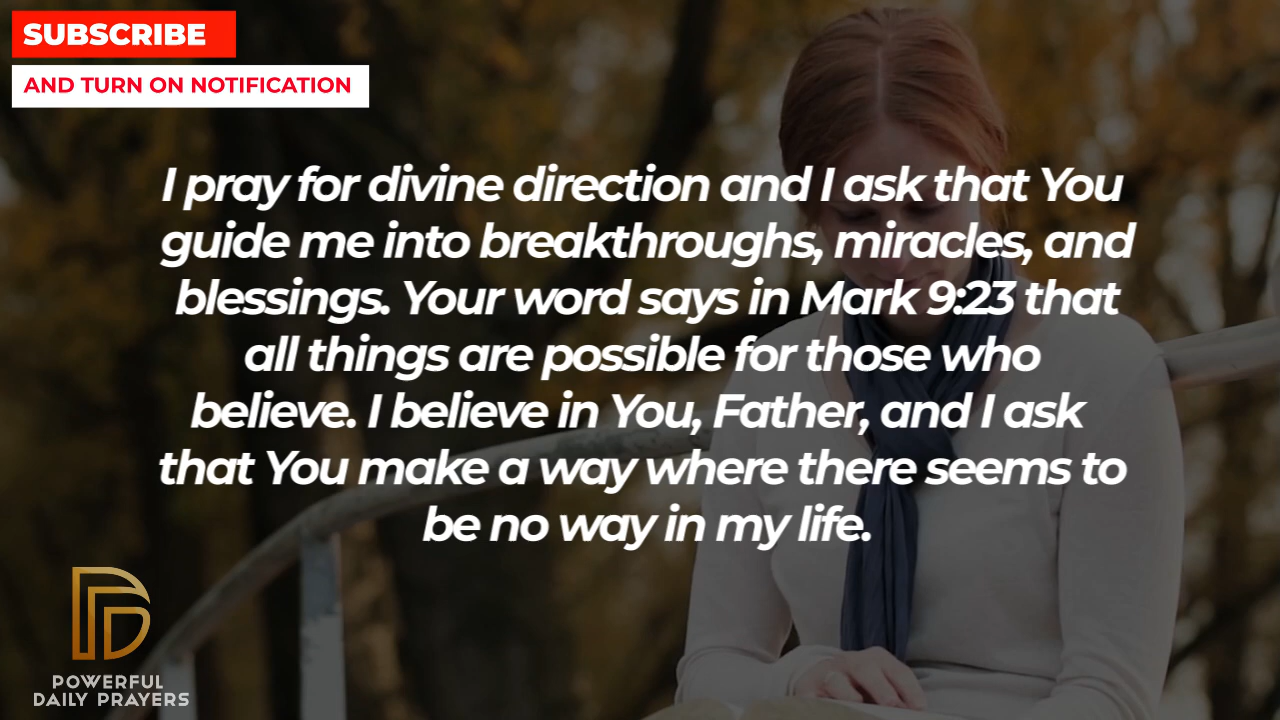 SUBSCRIBE
AND TURN ON NOTIFICATION
I pray for divine direction and I ask that You
guide me into breakthroughs, miracles, and
blessings. Your word says in Mark 9:23 that
all things are possible for those who
believe. I believe in You, Father, and I ask
that You make a way where there seems to
be no way in my life.
POWERFUL
DAILY PRAYERS